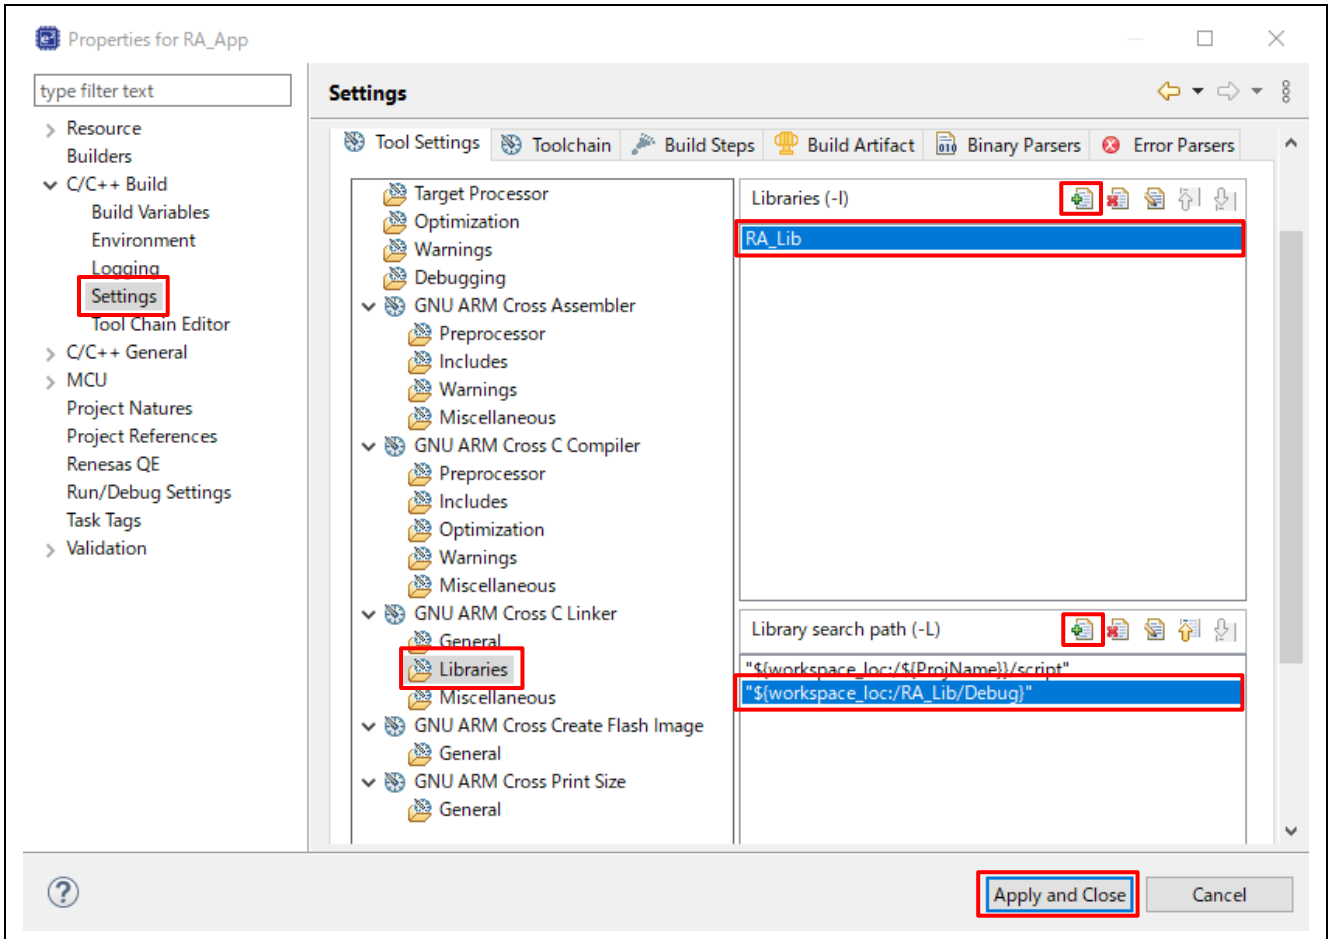 Properties for RA_App
type filter text
Resource
Builders
C/C++ Build
Build Variables
Environment
Logging
Settings
Tool Chain Editor
C/C++ General
MCU
Project Natures
Project References
Renesas QE
Run/Debug Settings
Task Tags
Validation
Settings
Tool Settings
Toolchain
Build Steps
Build Artifact
Binary Parsers
Error Parsers
Target Processor
Optimization
Warnings
Debugging
GNU ARM Cross Assembler
Preprocessor
Includes
Warnings
Miscellaneous
GNU ARM Cross C Compiler
Preprocessor
Includes
Optimization
Warnings
Miscellaneous
GNU ARM Cross C Linker
General
Libraries
Miscellaneous
GNU ARM Cross Create Flash Image
General
GNU ARM Cross Print Size
General
Libraries (-l)
RA_Lib
Library search path (-L)
"${workspace_loc:/${ProjName}}/script"
"${workspace_loc:/RA_Lib/Debug}"
Apply and Close
Cancel